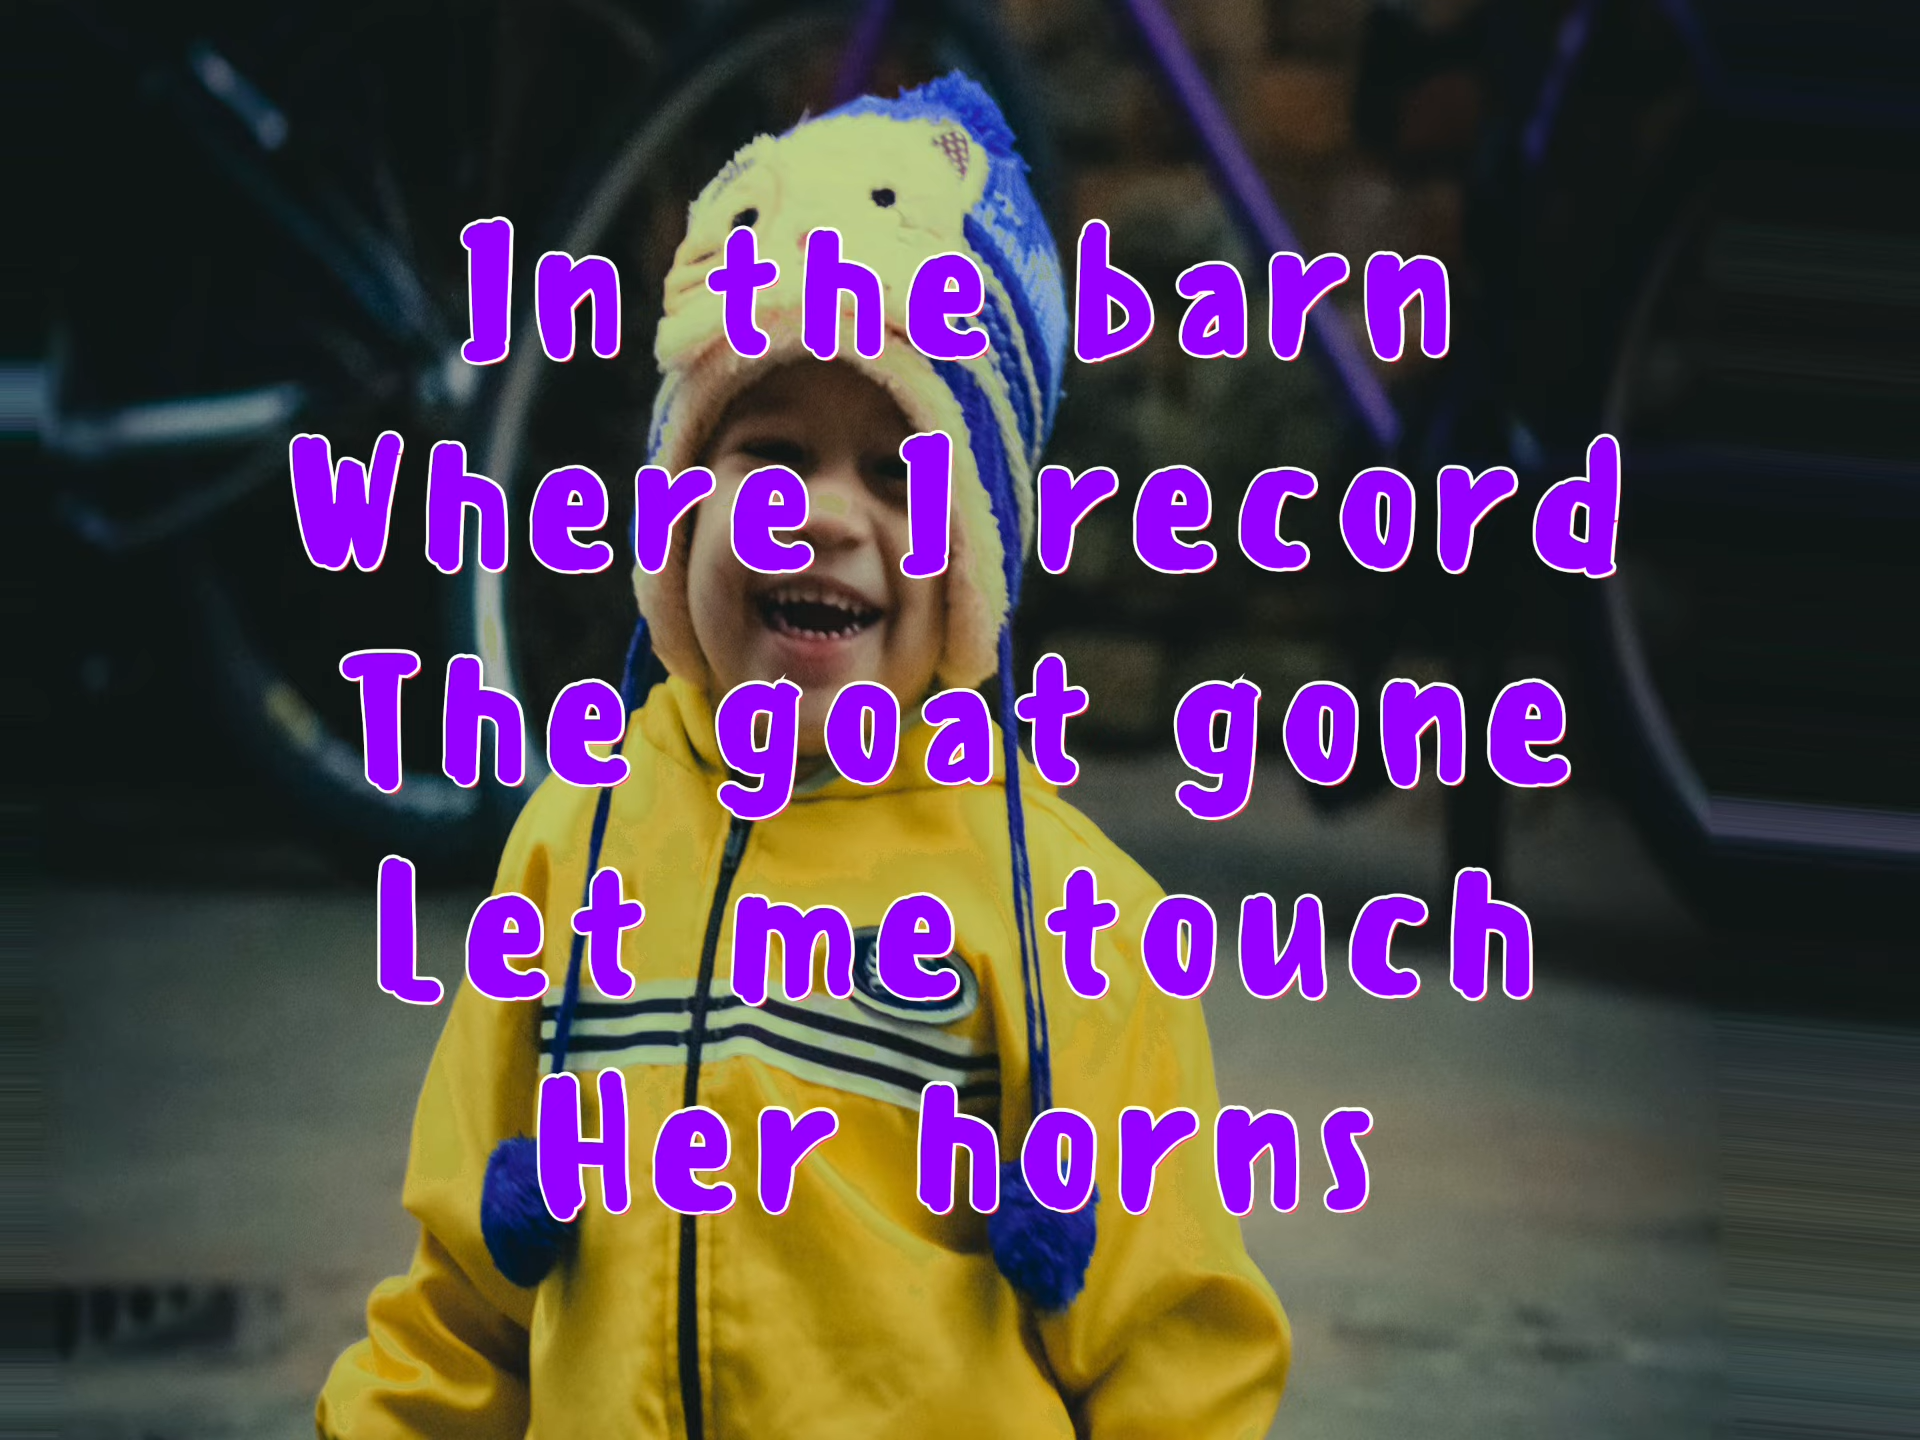 In the barn
Where I record
The goat gone
Let me touch
Her horns